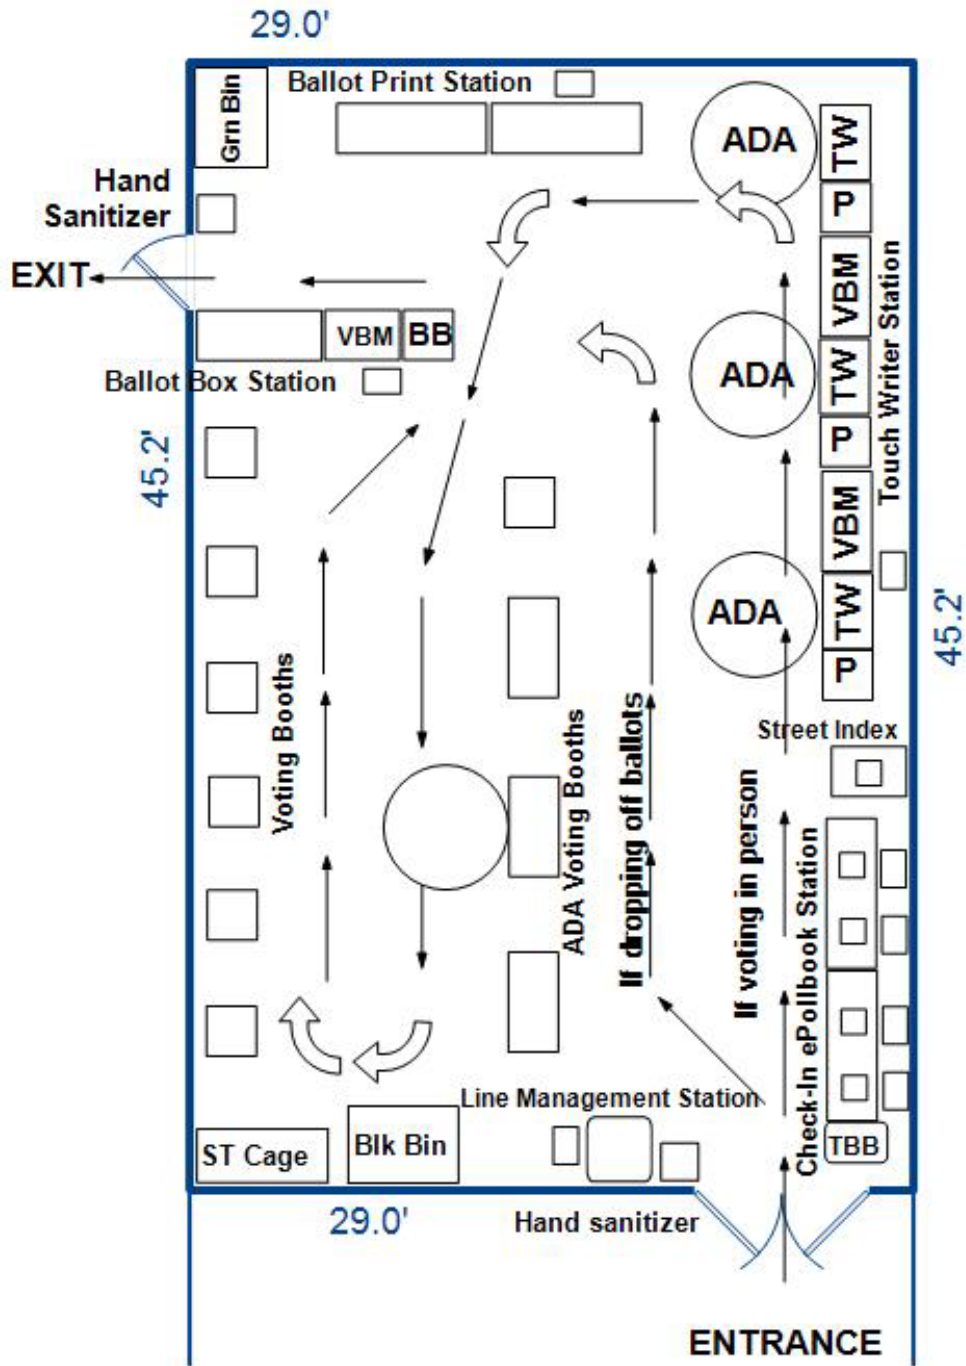 29.0'
Ballot Print Station
Grn Bin
ADA
TW
Hand
Sanitizer
P
EXIT
VBM
VBM
BB
Ballot Box Station
ADA
TW
Touch Writer Station
P
45.2'
VBM
ADA
TW
45.2'
P
Voting Booths
ADA Voting Booths
If dropping off ballots
If voting in person
Street Index
Check-In ePollbook Station
Line Management Station
ST Cage
Blk Bin
TBB
29.0'
Hand sanitizer
ENTRANCE